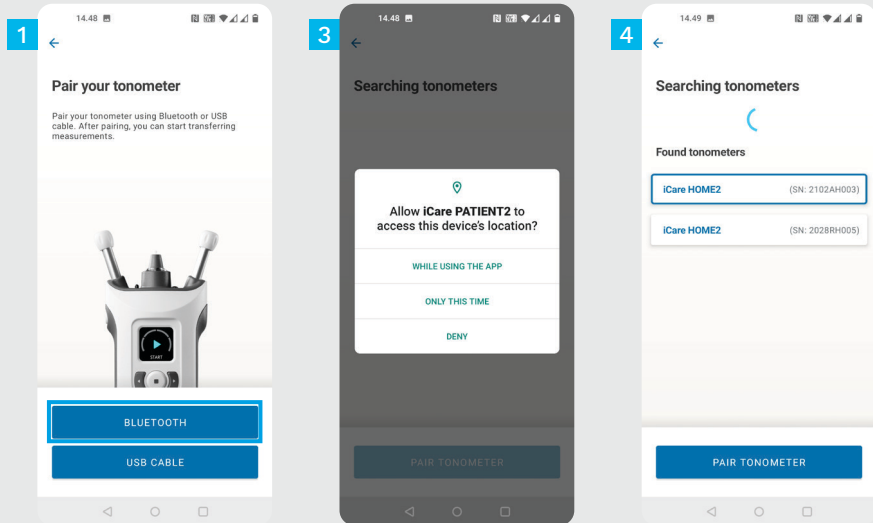 1
14.48
Pair your tonometer
Pair your tonometer using Bluetooth or USB
cable. After pairing, you can start transferring
measurements.
START
BLUETOOTH
USB CABLE
3
14.48
Searching tonometers
Allow iCare PATIENT2 to
access this device's location?
WHILE USING THE APP
ONLY THIS TIME
DENY
PAIR TONOMETER
4
14.49
Searching tonometers
Found tonometers
iCare HOME2 (SN: 2102AH003)
iCare HOME2 (SN: 2028RH005)
PAIR TONOMETER